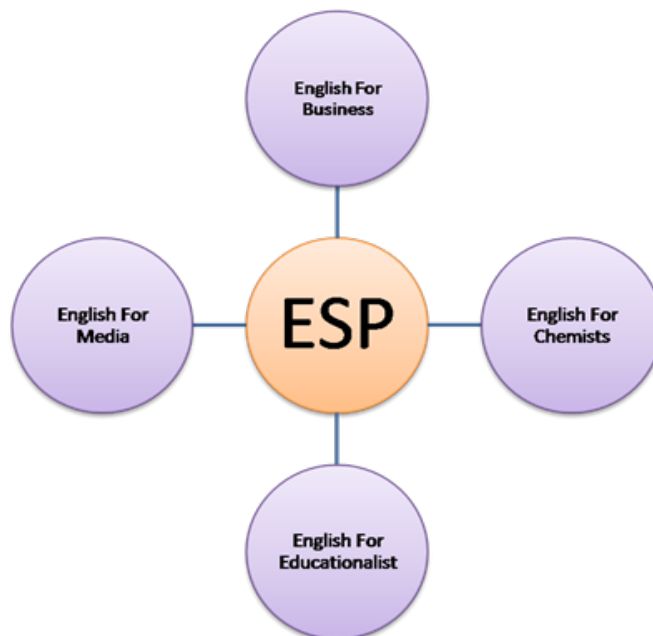 English For
Business
English For
Media
ESP
English For
Chemists
English For
Educationalist